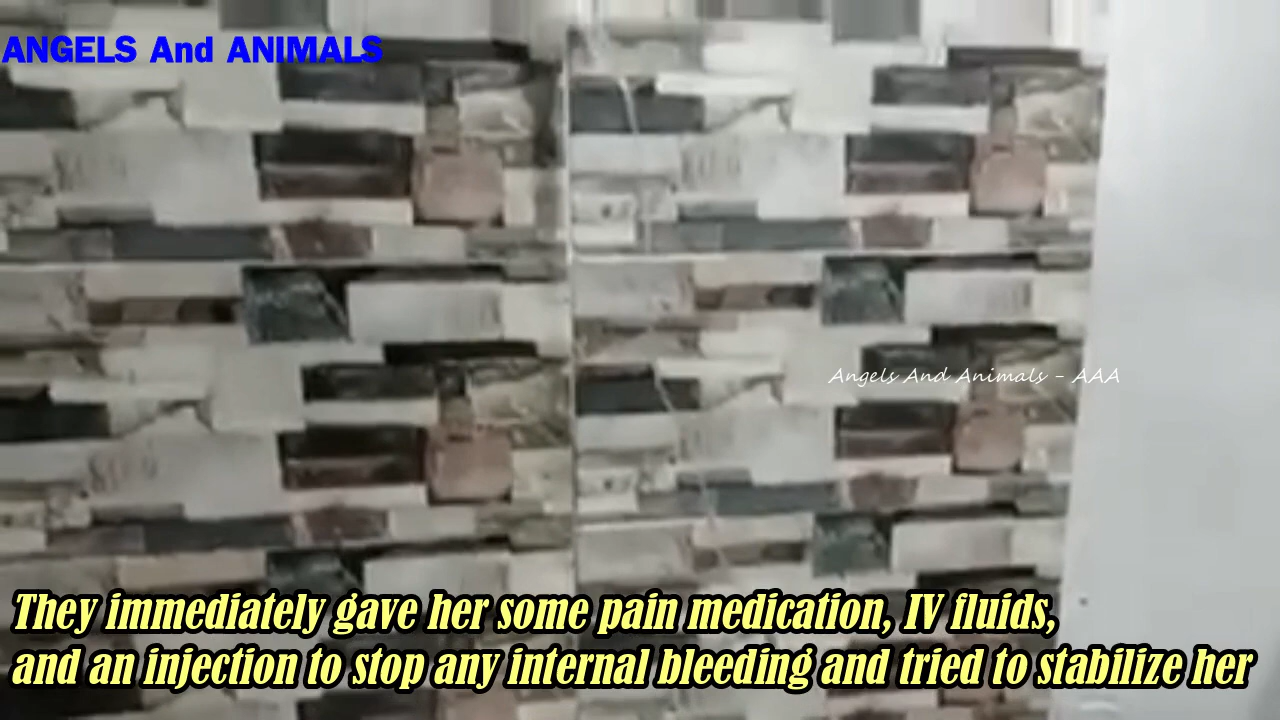 ANGELS And ANIMALS
Angels And Animals - AAA
They immediately gave her some pain medication, IV fluids,
and an injection to stop any internal bleeding and tried to stabilize her